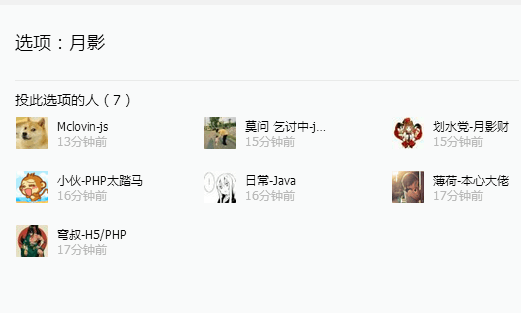 选项：月影
投此选项的人（7）
Mclovin-js
13分钟前
莫问 乞讨中-j...
15分钟前
划水党-月影财
15分钟前
小伙-PHP太踏马
16分钟前
日常-Java
16分钟前
薄荷-本心大佬
17分钟前
穹叔-H5/PHP
17分钟前